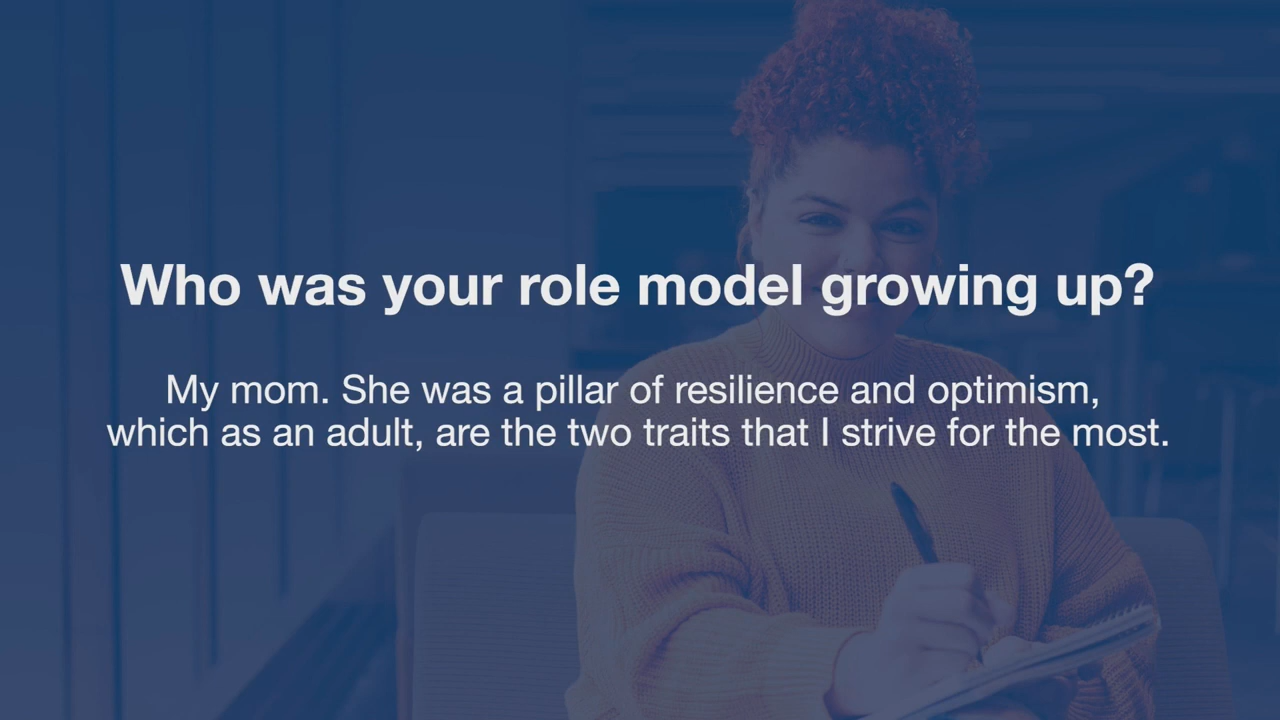 Who was your role model growing up?
My mom. She was a pillar of resilience and optimism,
which as an adult, are the two traits that I strive for the most.